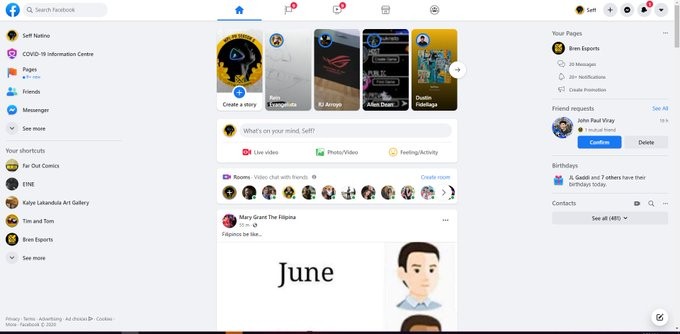 Search Facebook
Seff
Seff Natino
COVID-19 Information Centre
Pages
9+ new
Friends
Messenger
See more
Your shortcuts
Far Out Comics
E1NE
Kalye Lakandula Art Gallery
Tim and Tom
Bren Esports
See more
Privacy · Terms · Advertising · Ad choices · Cookies ·
More · Facebook © 2020
Create a story
Rein
Evangelista
RJ Arroyo
Allen Dean
Dustin
Fidellaga
What's on your mind, Seff?
Live video
Photo/Video
Feeling/Activity
Rooms · Video chat with friends
Create room
Mary Grant The Filipina
55 m
Filipinos be like...
June
Your Pages
Bren Esports
20 Messages
20+ Notifications
Create Promotion
Friend requests
See All
John Paul Viray
1 mutual friend
Confirm
Delete
Birthdays
JL Gaddi and 7 others have their
birthdays today.
Contacts
See all (481)